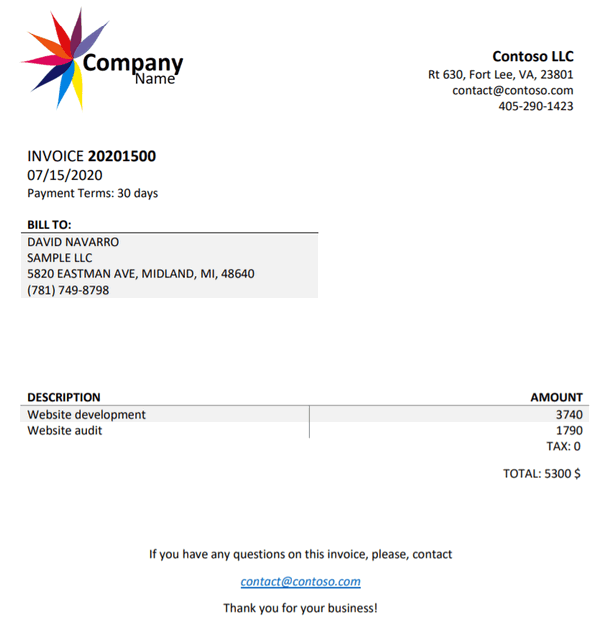 Company
Name
Contoso LLC
Rt 630, Fort Lee, VA, 23801
contact@contoso.com
405-290-1423
INVOICE 20201500
07/15/2020
Payment Terms: 30 days
BILL TO:
DAVID NAVARRO
SAMPLE LLC
5820 EASTMAN AVE, MIDLAND, MI, 48640
(781) 749-8798
DESCRIPTION AMOUNT
Website development 3740
Website audit 1790
TAX: 0
TOTAL: 5300 $
If you have any questions on this invoice, please, contact
contact@contoso.com
Thank you for your business!